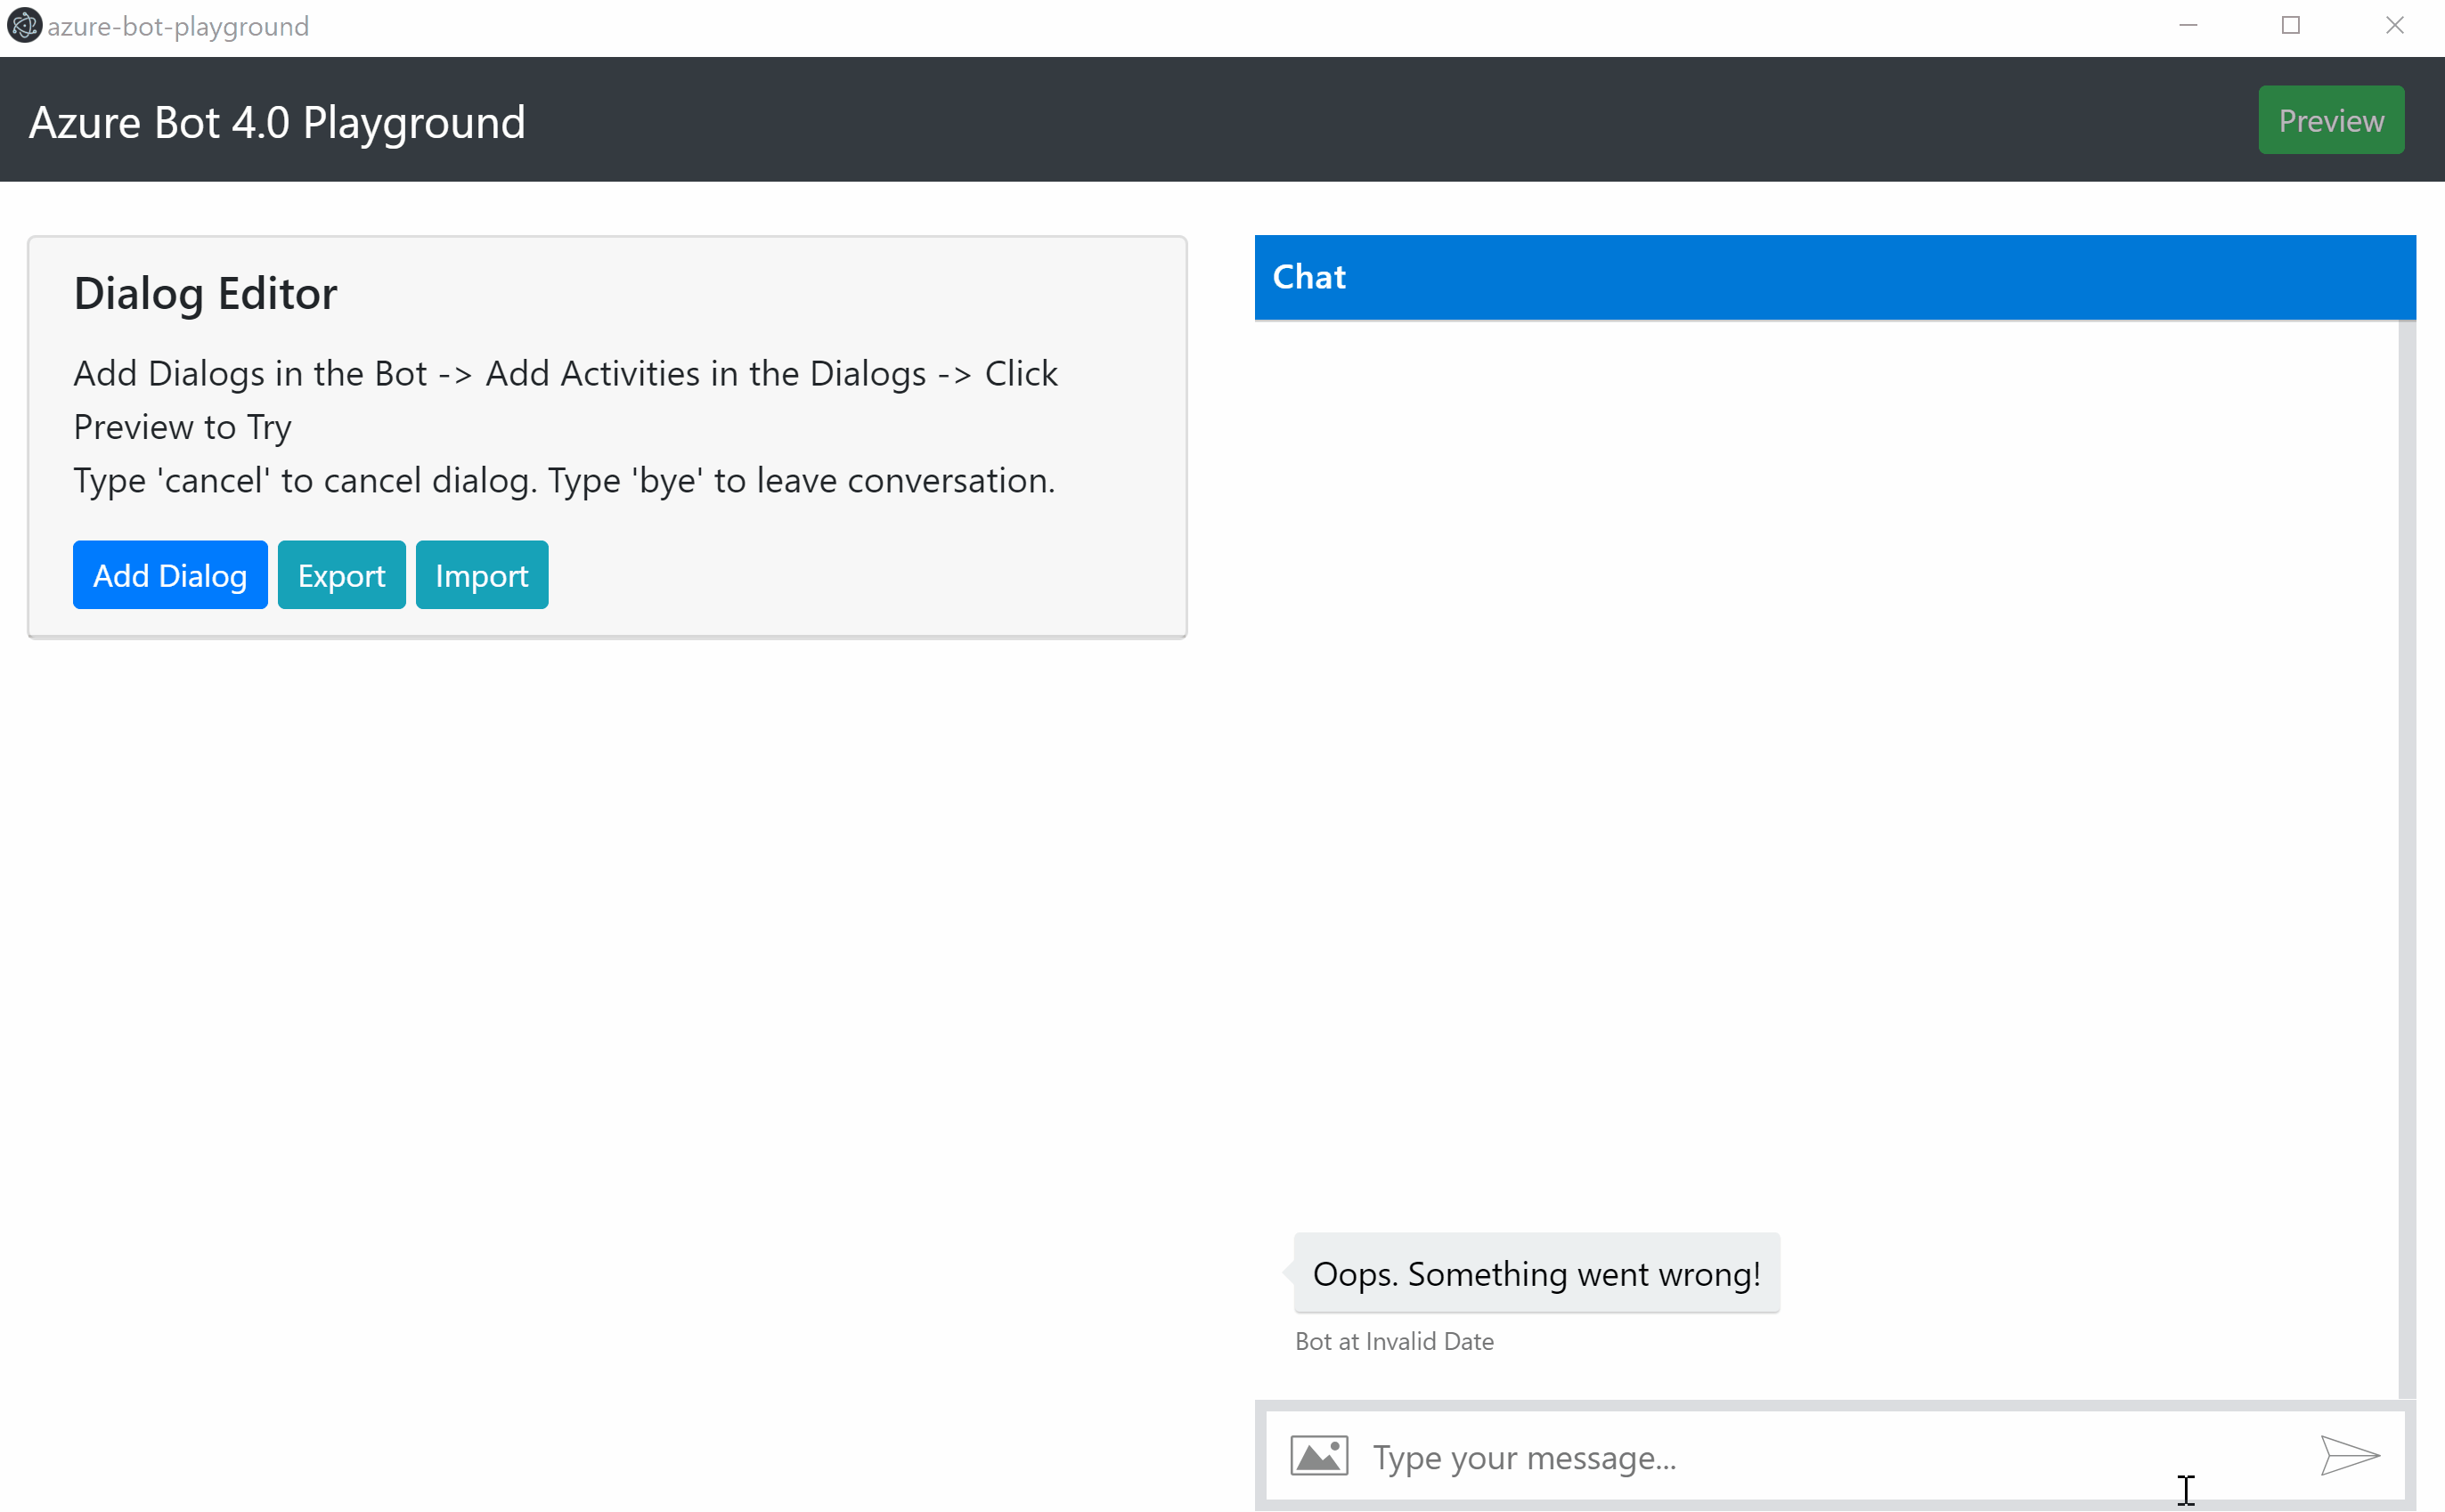 azure-bot-playground
Azure Bot 4.0 Playground
Preview
Dialog Editor
Add Dialogs in the Bot -> Add Activities in the Dialogs -> Click
Preview to Try
Type 'cancel' to cancel dialog. Type 'bye' to leave conversation.
Add Dialog
Export
Import
Chat
Oops. Something went wrong!
Bot at Invalid Date
Type your message...